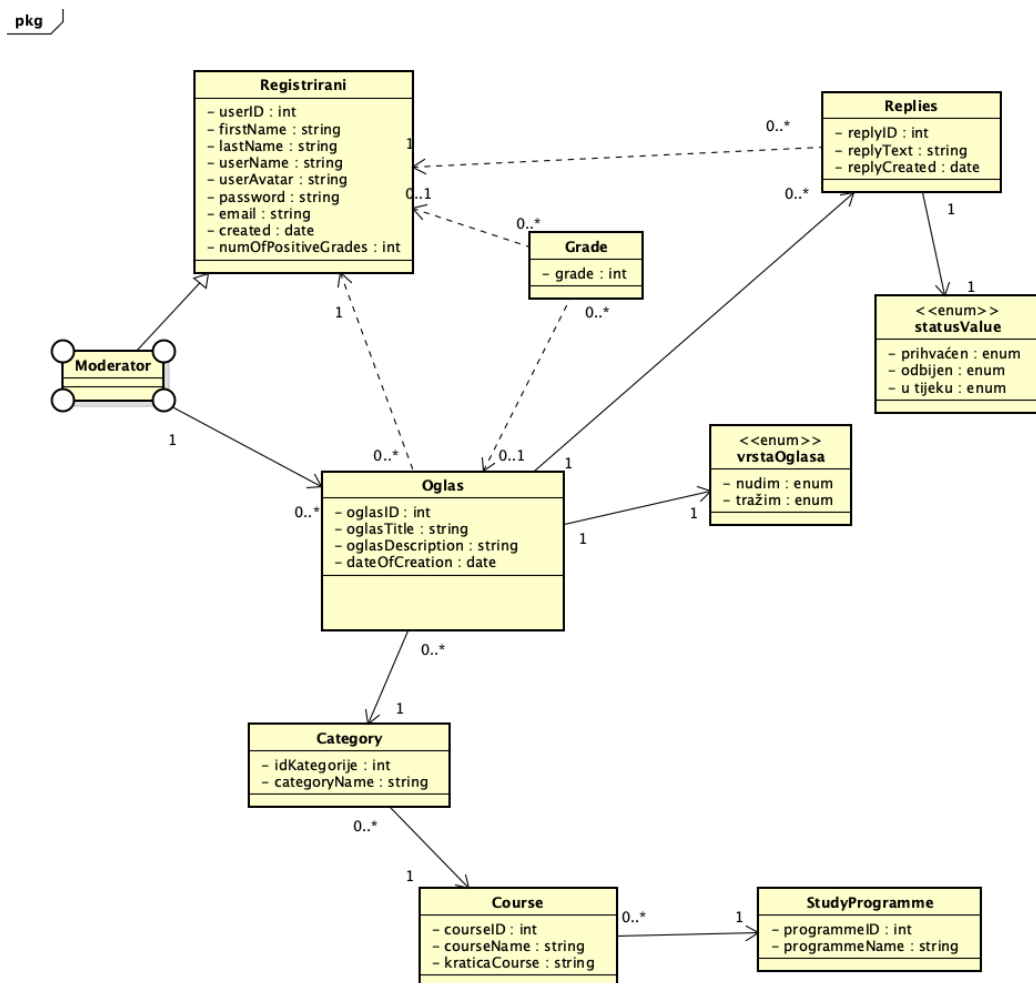 pkg
Registrirani
- userID : int
- firstName : string
- lastName : string
- userName : string
- userAvatar : string
- password : string
- email : string
- created : date
- numOfPositiveGrades : int
Replies
- replyID : int
- replyText : string
- replyCreated : date
0..*
1
0..1
0..*
0..*
Grade
- grade : int
0..*
1
1
<<enum>>
statusValue
- prihvaćen : enum
- odbijen : enum
- u tijeku : enum
1
Moderator
1
0..*
0..*
0..1
1
<<enum>>
vrstaOglasa
- nudim : enum
- tražim : enum
1
1
Oglas
- oglasID : int
- oglasTitle : string
- oglasDescription : string
- dateOfCreation : date
0..*
1
Category
- idKategorije : int
- categoryName : string
0..*
1
Course
- courseID : int
- courseName : string
- kraticaCourse : string
0..*
1
StudyProgramme
- programmeID : int
- programmeName : string